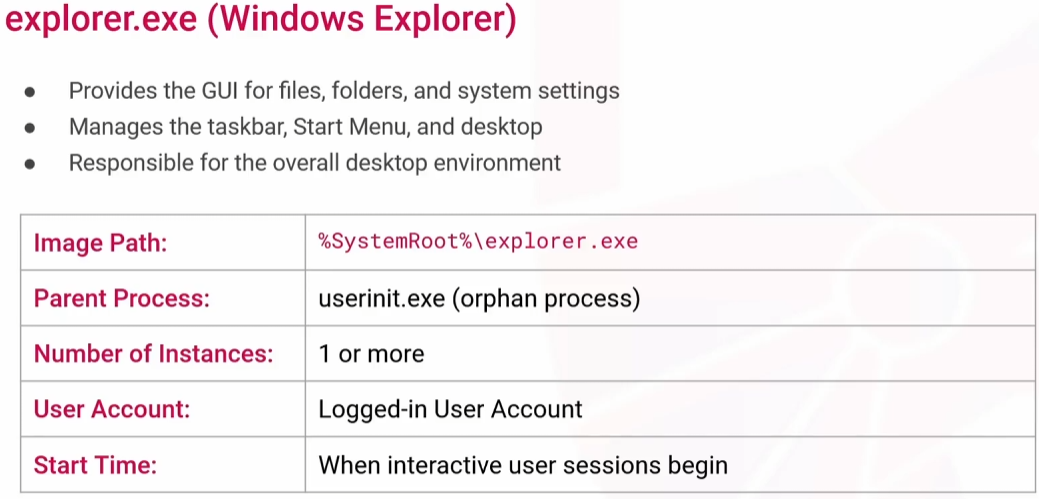 explorer.exe (Windows Explorer)
● Provides the GUI for files, folders, and system settings
● Manages the taskbar, Start Menu, and desktop
● Responsible for the overall desktop environment
Image Path: %SystemRoot%\explorer.exe
Parent Process: userinit.exe (orphan process)
Number of Instances: 1 or more
User Account: Logged-in User Account
Start Time: When interactive user sessions begin